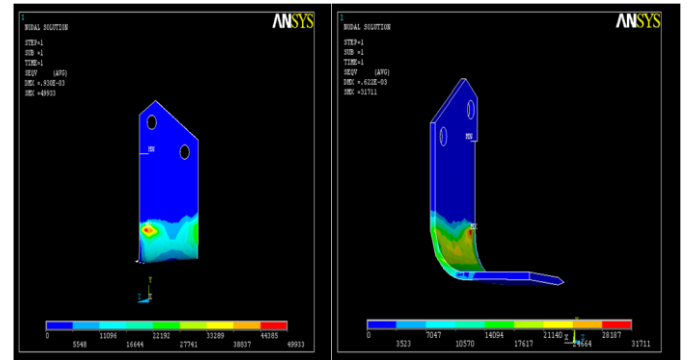 1
NODAL SOLUTION
STEP=1
SUB =1
TIME=1
SEQV (AVG)
DMX =.930E-03
SMX =49933
ANSYS
MN
Y
Z X
0 5548 11096 16644 22192 27741 33289 38837 44385 49933
1
NODAL SOLUTION
STEP=1
SUB =1
TIME=1
SEQV (AVG)
DMX =.622E-03
SMX =31711
ANSYS
MN
MX
X
0 3523 7047 10570 14094 17617 21140 24664 28187 31711